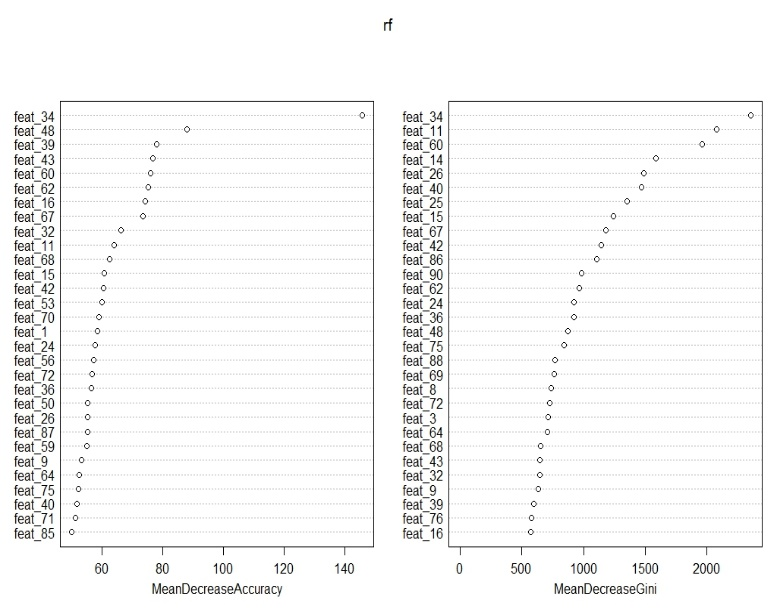 rf
feat_34
feat_48
feat_39
feat_43
feat_60
feat_62
feat_16
feat_67
feat_32
feat_11
feat_68
feat_15
feat_42
feat_53
feat_70
feat_1
feat_24
feat_56
feat_72
feat_36
feat_50
feat_26
feat_87
feat_59
feat_9
feat_64
feat_75
feat_40
feat_71
feat_85
60 80 100 120 140
MeanDecreaseAccuracy
feat_34
feat_11
feat_60
feat_14
feat_26
feat_40
feat_25
feat_15
feat_67
feat_42
feat_86
feat_90
feat_62
feat_24
feat_36
feat_48
feat_75
feat_88
feat_69
feat_8
feat_72
feat_3
feat_64
feat_68
feat_43
feat_32
feat_9
feat_39
feat_76
feat_16
0 500 1000 1500 2000
MeanDecreaseGini